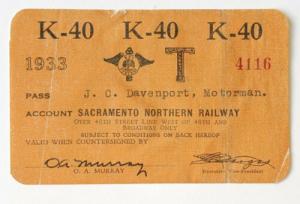 K-40 K-40 K-40
1933 T 4116
PASS J. C. Davenport, Motorman.
ACCOUNT SACRAMENTO NORTHERN RAILWAY
OVER 40TH STREET LINE WEST OF 40TH AND
BROADWAY ONLY
SUBJECT TO CONDITIONS ON BACK HEREOF
VALID WHEN COUNTERSIGNED BY
O. A. Murray
O. A. MURRAY Executive Vice-President